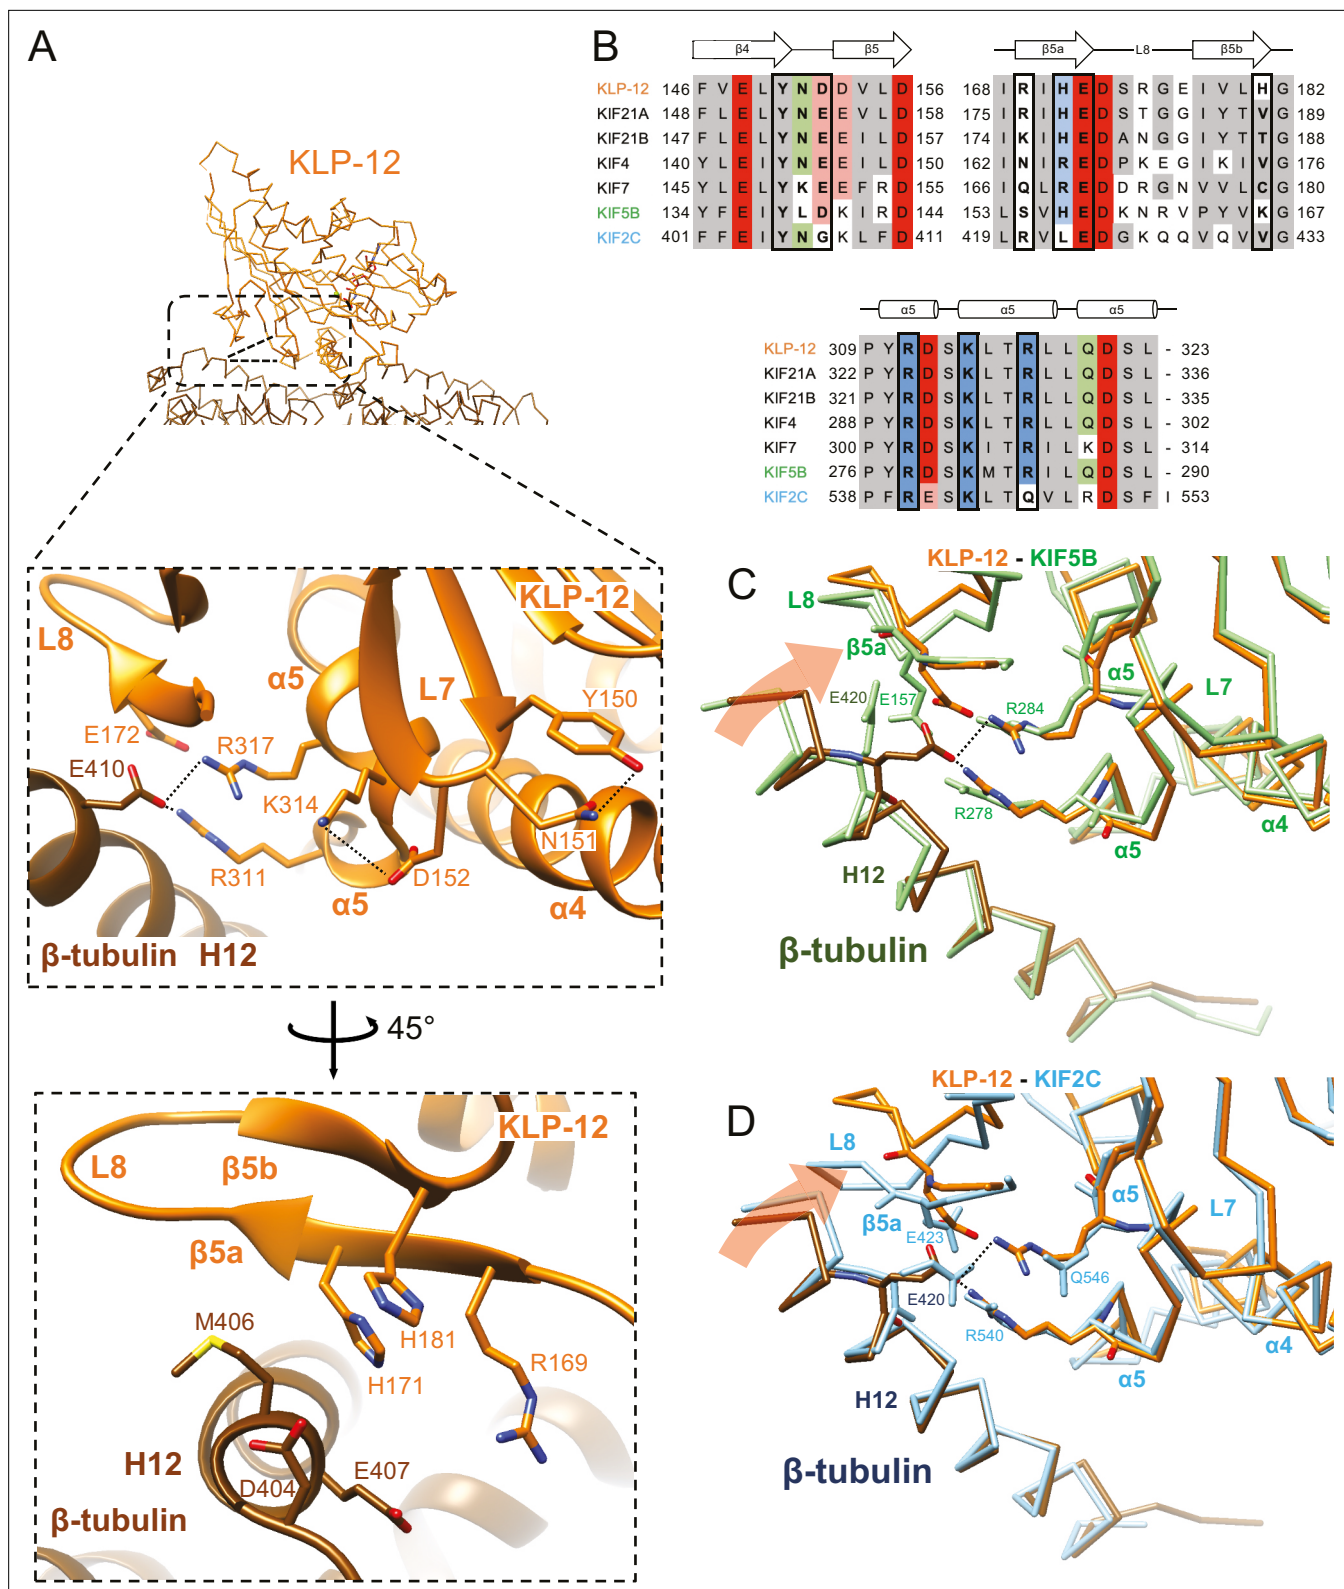 A
KLP-12
B
β4 β5 β5a L8 β5b
KLP-12 146 F V E L Y N D D V L D 156 168 I R I H E D S R G E I V L H G 182
KIF21A 148 F L E L Y N E E V L D 158 175 I R I H E D S T G G I Y T V G 189
KIF21B 147 F L E L Y N E E I L D 157 174 I K I H E D A N G G I Y T T G 188
KIF4 140 Y L E I Y N E E I L D 150 162 I N I R E D P K E G I K I V G 176
KIF7 145 Y L E L Y K E E F R D 155 166 I Q L R E D D R G N V V L C G 180
KIF5B 134 Y F E I Y L D K I R D 144 153 L S V H E D K N R V P Y V K G 167
KIF2C 401 F F E I Y N G K L F D 411 419 L R V L E D G K Q Q V Q V V G 433
α5 α5 α5
KLP-12 309 P Y R D S K L T R L L Q D S L - 323
KIF21A 322 P Y R D S K L T R L L Q D S L - 336
KIF21B 321 P Y R D S K L T R L L Q D S L - 335
KIF4 288 P Y R D S K L T R L L Q D S L - 302
KIF7 300 P Y R D S K I T R I L K D S L - 314
KIF5B 276 P Y R D S K M T R I L Q D S L - 290
KIF2C 538 P F R E S K L T Q V L R D S F I 553
KLP-12
L8
α5
L7
Y150
E172
R317
E410
K314
N151
R311
D152
α5
α4
β-tubulin H12
45°
KLP-12
L8
β5b
β5a
M406
H181
R169
H171
H12
E407
D404
β-tubulin
C
KLP-12 - KIF5B
L8
β5a
α5
L7
E420
E157
R284
R278
α4
α5
H12
β-tubulin
D
KLP-12 - KIF2C
L8
α5
L7
β5a
E423
Q546
E420
R540
α4
α5
H12
β-tubulin